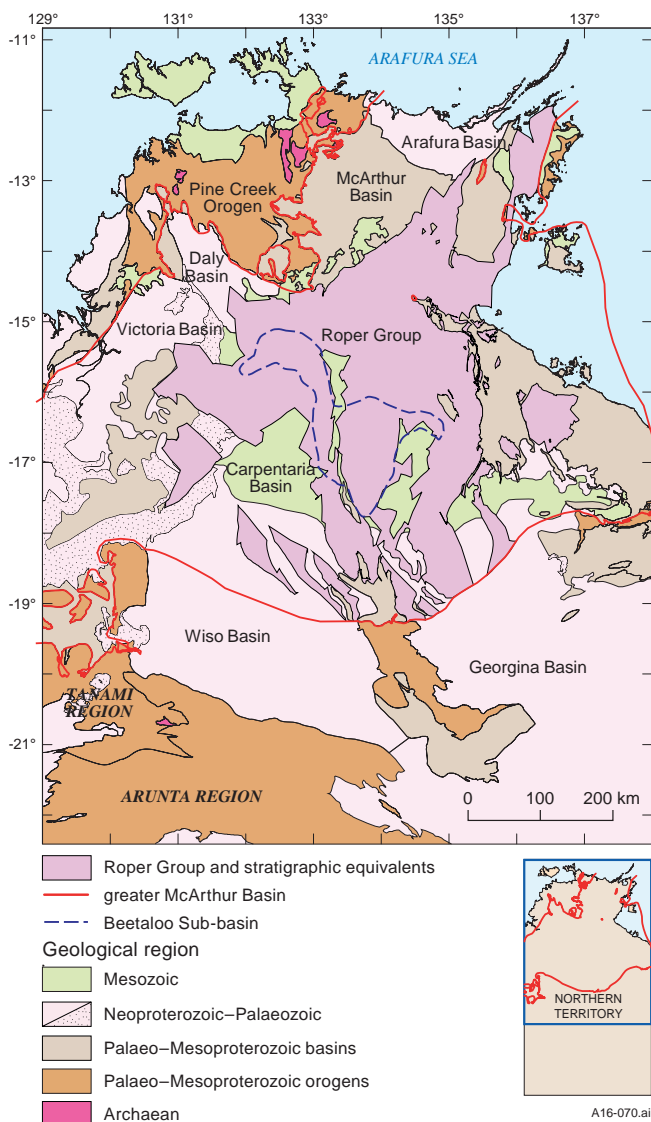 129° 131° 133° 135° 137°
-11°
ARAFURA SEA
Arafura Basin
-13°
McArthur
Basin
Pine Creek
Orogen
Daly
Basin
-15°
Victoria Basin
Roper Group
-17°
Carpentaria
Basin
-19°
Wiso Basin
Georgina Basin
TANAMI
REGION
-21°
ARUNTA REGION
0 100 200 km
Roper Group and stratigraphic equivalents
greater McArthur Basin
Beetaloo Sub-basin
Geological region
Mesozoic
Neoproterozoic–Palaeozoic
Palaeo–Mesoproterozoic basins
Palaeo–Mesoproterozoic orogens
Archaean
NORTHERN
TERRITORY
A16-070.ai